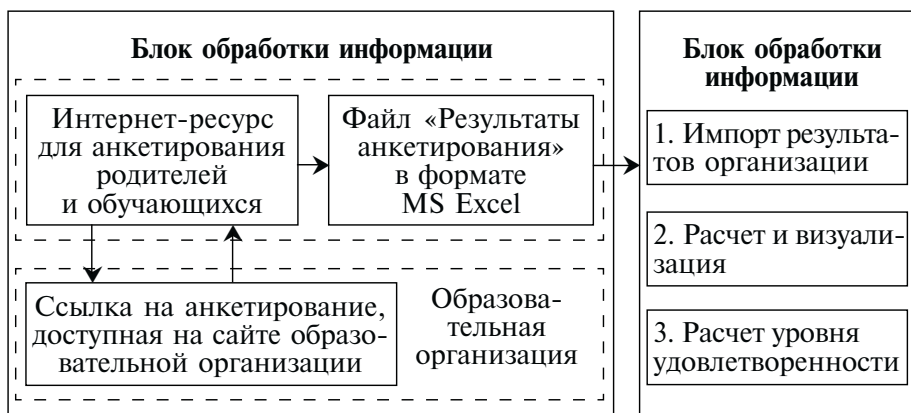 Блок обработки информации
Интернет-ресурс
для анкетирования
родителей
и обучающихся
Файл «Результаты
анкетирования»
в формате
MS Excel
Ссылка на анкетирование,
доступная на сайте образо-
вательной организации
Образова-
тельная
организация
Блок обработки
информации
1. Импорт результа-
тов организации
2. Расчет и визуали-
зация
3. Расчет уровня
удовлетворенности